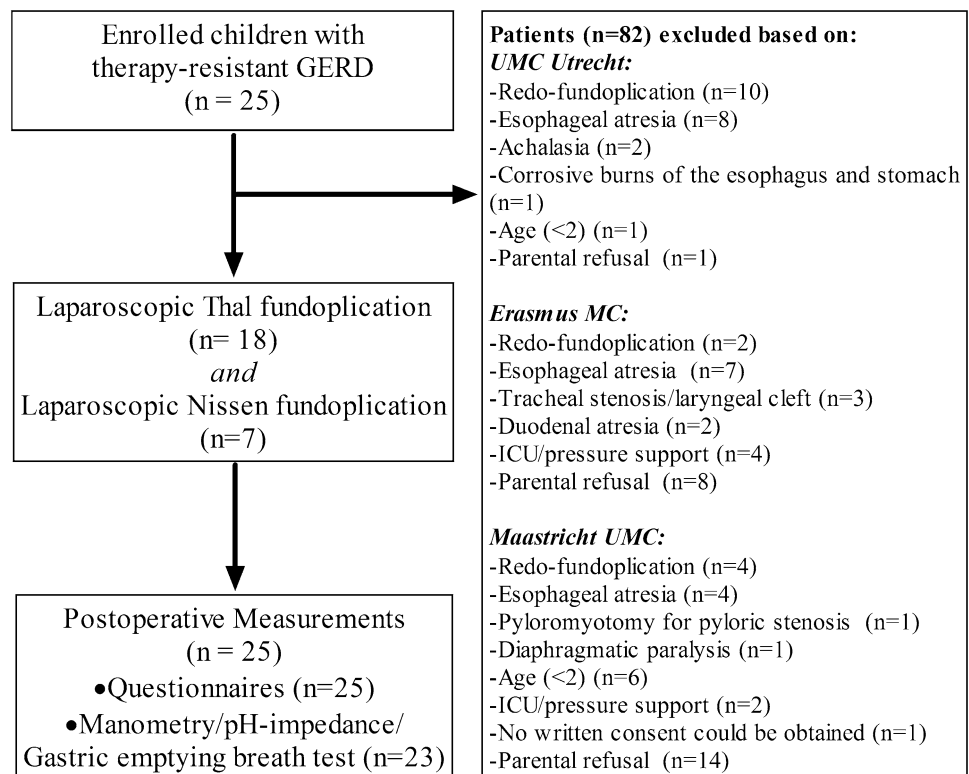 Enrolled children with
therapy-resistant GERD
(n = 25)
Laparoscopic Thal fundoplication
(n= 18)
and
Laparoscopic Nissen fundoplication
(n=7)
Postoperative Measurements
(n = 25)
•Questionnaires (n=25)
•Manometry/pH-impedance/
Gastric emptying breath test (n=23)
Patients (n=82) excluded based on:
UMC Utrecht:
-Redo-fundoplication (n=10)
-Esophageal atresia (n=8)
-Achalasia (n=2)
-Corrosive burns of the esophagus and stomach
(n=1)
-Age (<2) (n=1)
-Parental refusal (n=1)
Erasmus MC:
-Redo-fundoplication (n=2)
-Esophageal atresia (n=7)
-Tracheal stenosis/laryngeal cleft (n=3)
-Duodenal atresia (n=2)
-ICU/pressure support (n=4)
-Parental refusal (n=8)
Maastricht UMC:
-Redo-fundoplication (n=4)
-Esophageal atresia (n=4)
-Pyloromyotomy for pyloric stenosis (n=1)
-Diaphragmatic paralysis (n=1)
-Age (<2) (n=6)
-ICU/pressure support (n=2)
-No written consent could be obtained (n=1)
-Parental refusal (n=14)